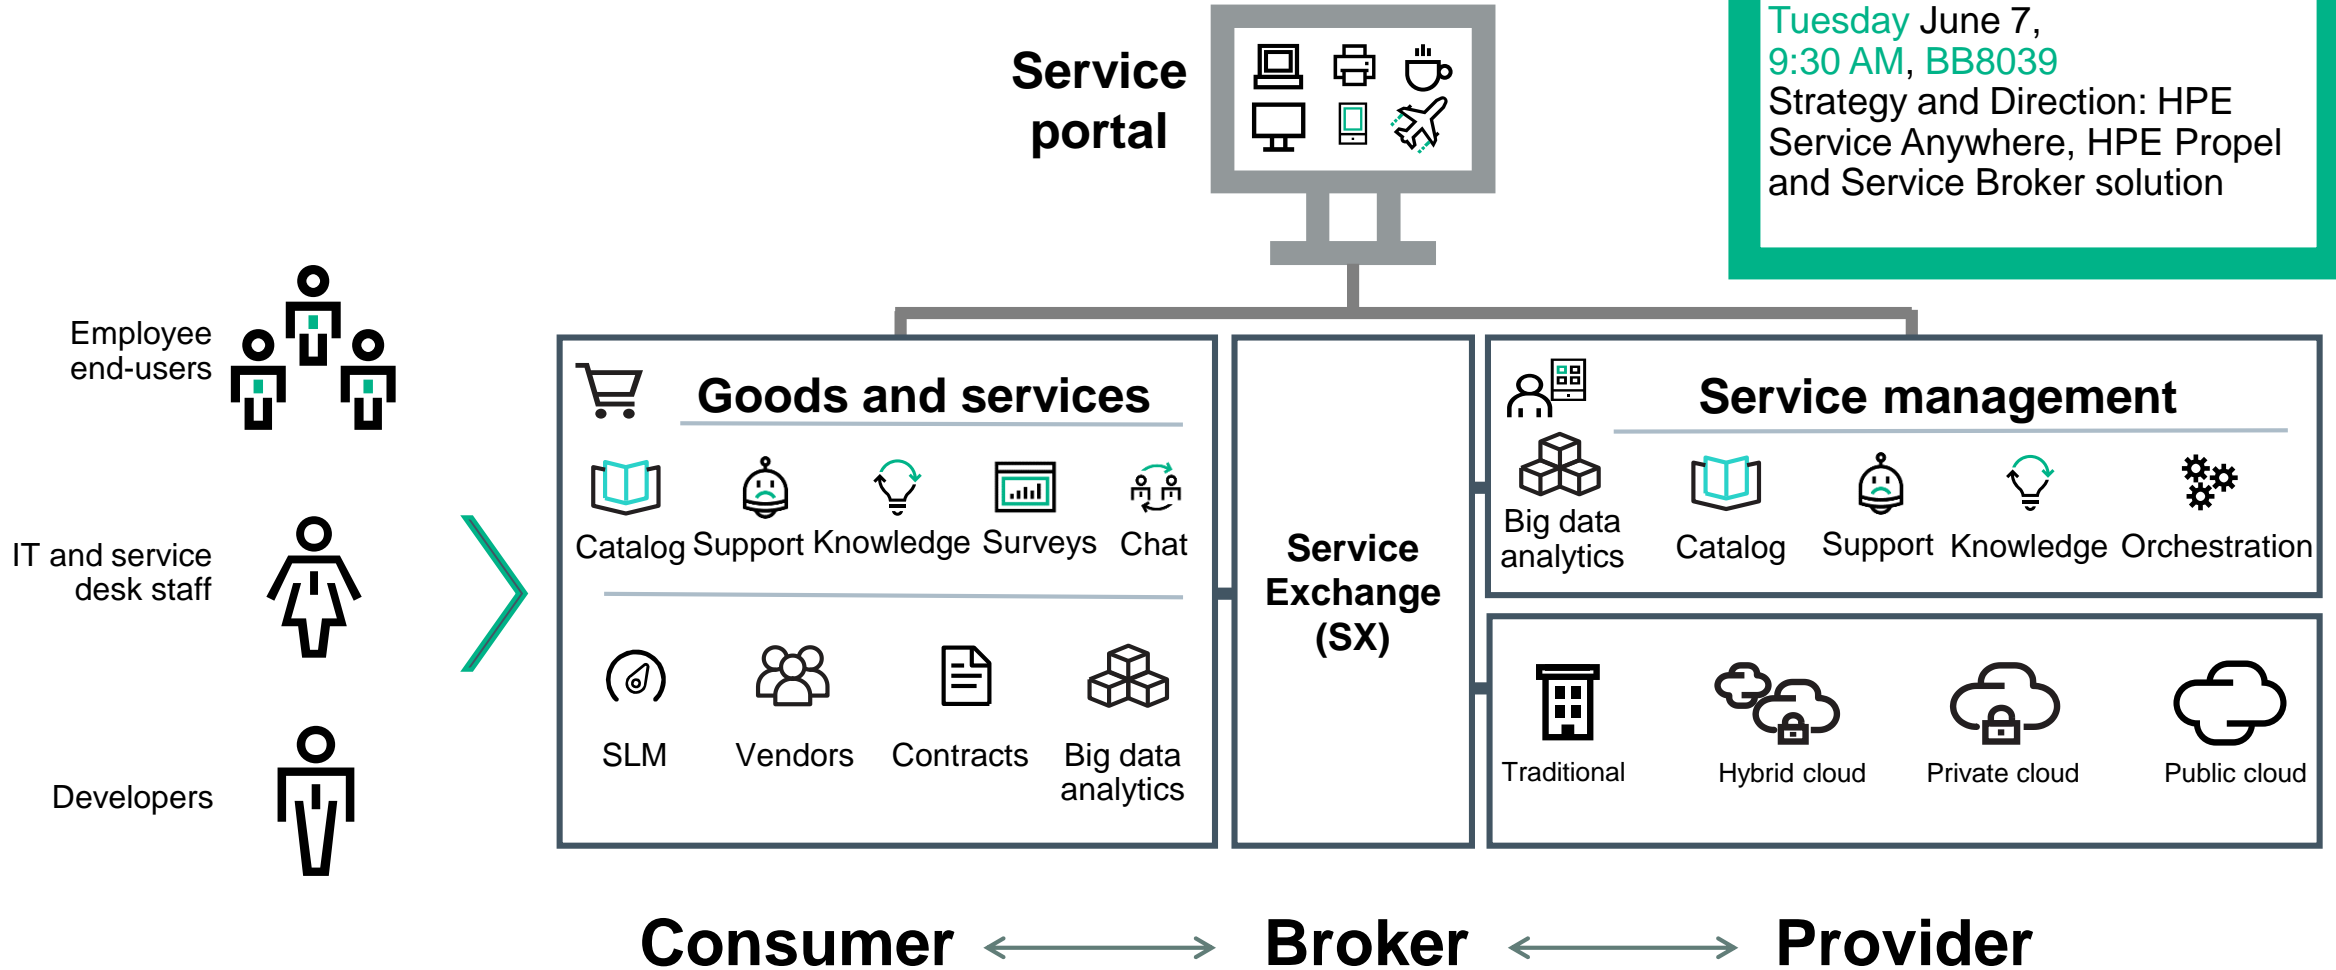 Service
portal
Tuesday June 7,
9:30 AM, BB8039
Strategy and Direction: HPE
Service Anywhere, HPE Propel
and Service Broker solution
Employee
end-users
IT and service
desk staff
Developers
Goods and services
Catalog Support Knowledge Surveys Chat
SLM Vendors Contracts Big data
analytics
Service
Exchange
(SX)
Service management
Big data
analytics
Catalog Support Knowledge Orchestration
Traditional Hybrid cloud Private cloud Public cloud
Consumer Broker Provider